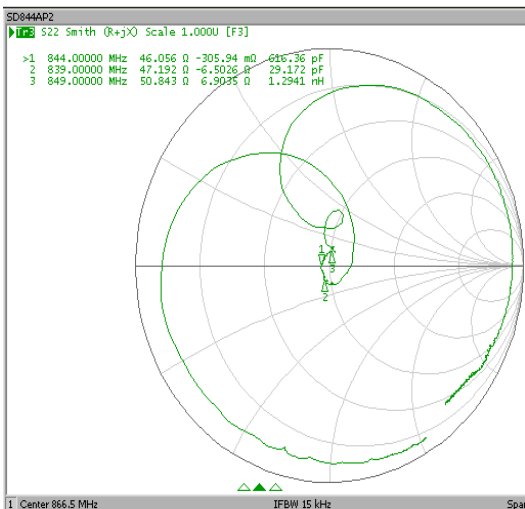 SD844AP2
Tr3 S22 Smith (R+jX) Scale 1.000U [F3]
>1 844.00000 MHz 46.056 Ω -305.94 mΩ 616.36 pF
2 839.00000 MHz 47.192 Ω -6.5026 Ω 29.172 pF
3 849.00000 MHz 50.843 Ω 6.9035 Ω 1.2941 nH
1
3
2
1 Center 866.5 MHz IFBW 15 kHz Span